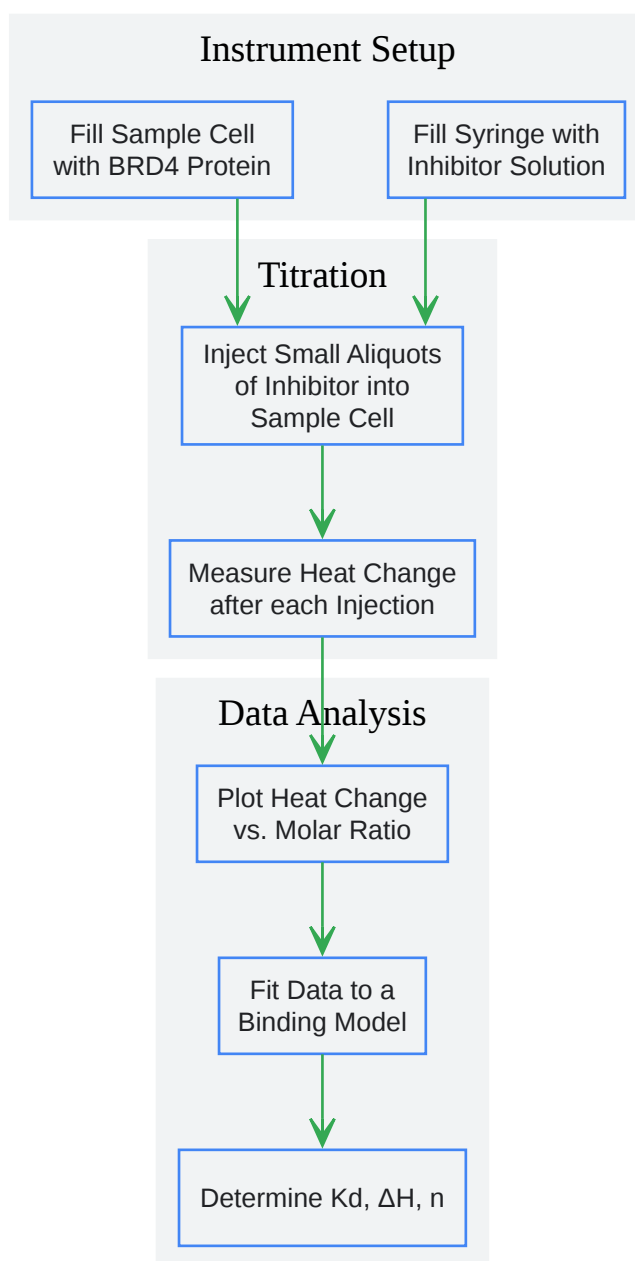 Instrument Setup
Fill Sample Cell
with BRD4 Protein
Fill Syringe with
Inhibitor Solution
Titration
Inject Small Aliquots
of Inhibitor into
Sample Cell
Measure Heat Change
after each Injection
Data Analysis
Plot Heat Change
vs. Molar Ratio
Fit Data to a
Binding Model
Determine Kd, ΔH, n